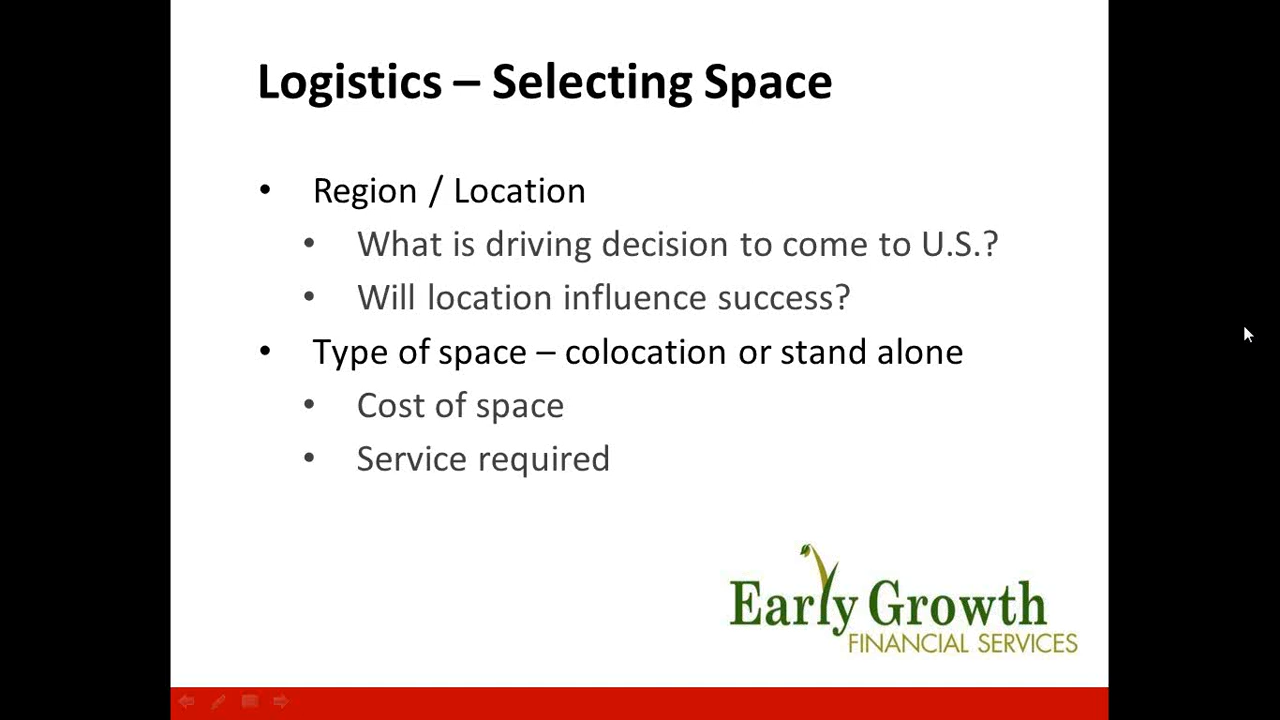 Logistics – Selecting Space
• Region / Location
• What is driving decision to come to U.S.?
• Will location influence success?
• Type of space – colocation or stand alone
• Cost of space
• Service required
Early Growth
FINANCIAL SERVICES